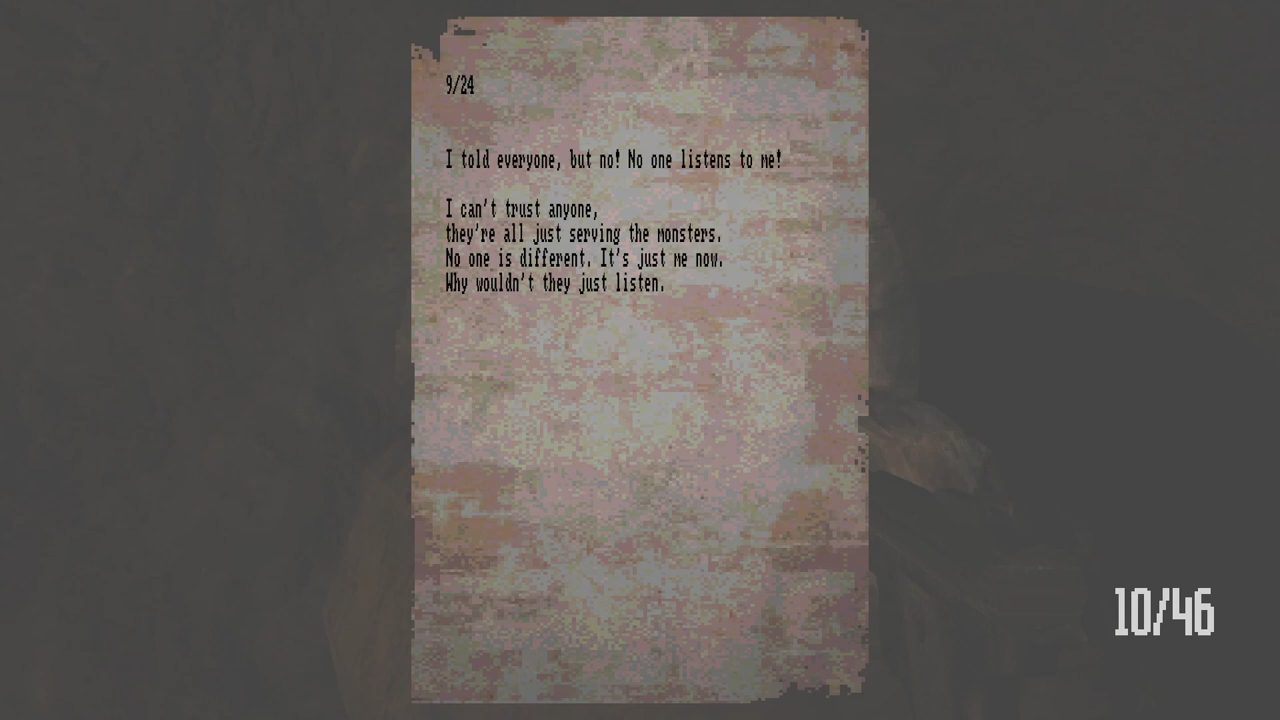 9/24
I told everyone, but no! No one listens to me!
I can't trust anyone,
they're all just serving the monsters.
No one is different. It's just me now.
Why wouldn't they just listen.
10/46